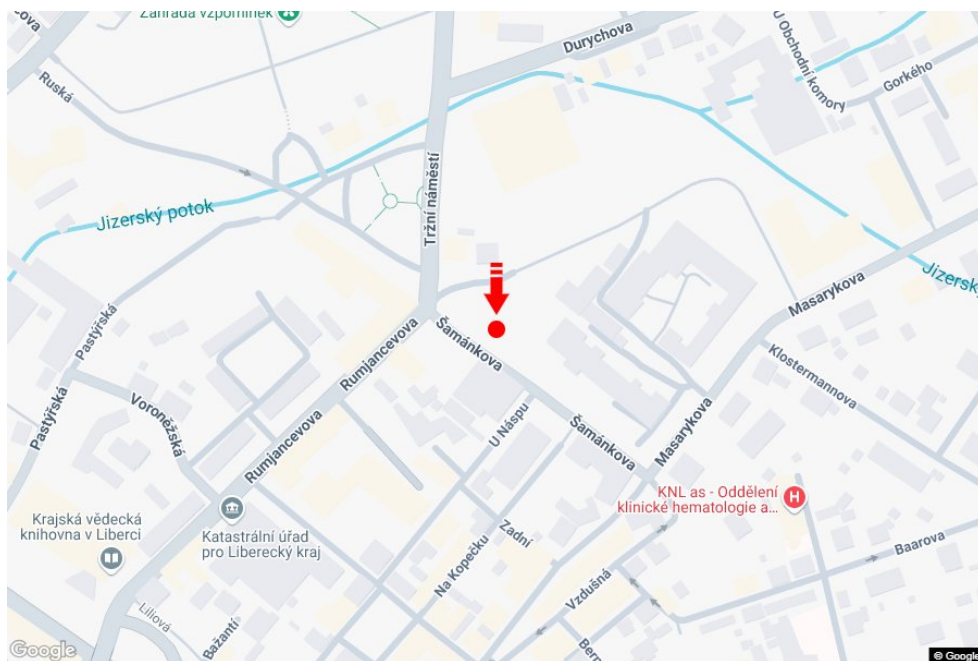 Zahrada vzpomínek
Durychova
U Obchodní komory
Gorkého
Ruská
Tržní náměstí
Jizerský potok
Masarykova
Pastýřská
Rumjancevova
Šamánkova
Klostermannova
Pastýřská
Voroněžská
Rumjancevova
U Náspu
Šamánkova
Masarykova
KNL as - Oddělení
klinické hematologie a...
Krajská vědecká
knihovna v Liberci
Katastrální úřad
pro Liberecký kraj
Zadní
Na Kopečku
Baarova
Vzdušná
Liliová
Bažantí
Google
© Google